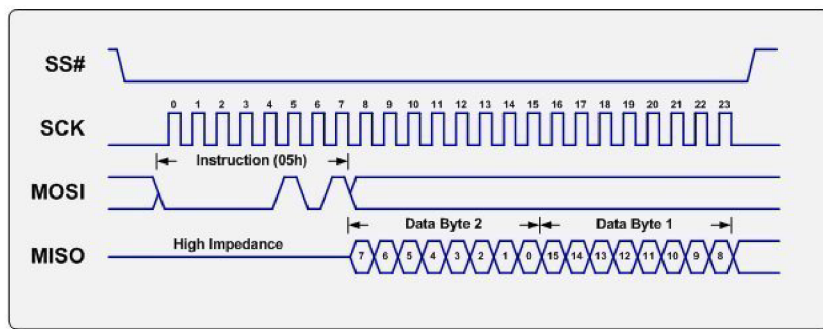 SS#
0 1 2 3 4 5 6 7 8 9 10 11 12 13 14 15 16 17 18 19 20 21 22 23
SCK
Instruction (05h)
MOSI
Data Byte 2 Data Byte 1
High Impedance
MISO
7 6 5 4 3 2 1 0 15 14 13 12 11 10 9 8